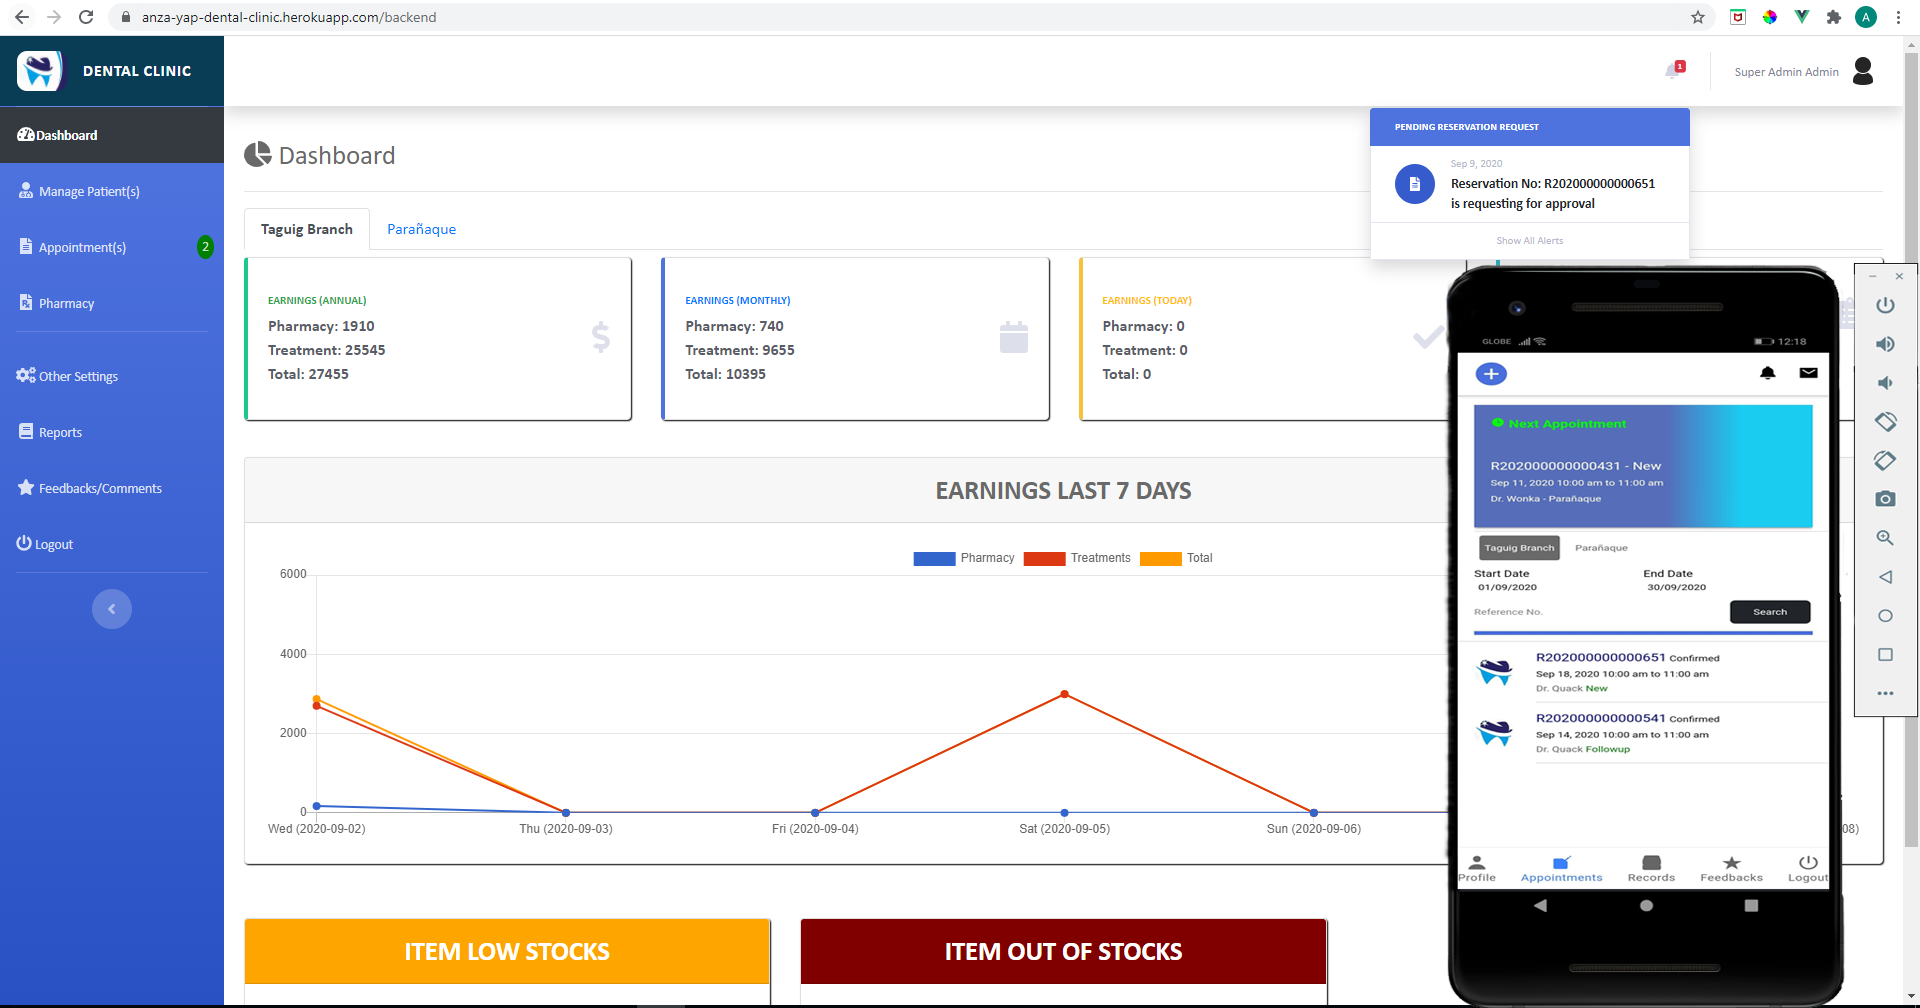 anza-yap-dental-clinic.herokuapp.com/backend
A
DENTAL CLINIC
1
Super Admin Admin
Dashboard
Manage Patient(s)
Appointment(s)
2
Pharmacy
Other Settings
Reports
Feedbacks/Comments
Logout
Dashboard
PENDING RESERVATION REQUEST
Sep 9, 2020
Reservation No: R202000000000651
is requesting for approval
Show All Alerts
Taguig Branch
Parañaque
EARNINGS (ANNUAL)
Pharmacy: 1910
Treatment: 25545
Total: 27455
EARNINGS (MONTHLY)
Pharmacy: 740
Treatment: 9655
Total: 10395
EARNINGS (TODAY)
Pharmacy: 0
Treatment: 0
Total: 0
EARNINGS LAST 7 DAYS
Pharmacy
Treatments
Total
6000
4000
2000
0
Wed (2020-09-02)
Thu (2020-09-03)
Fri (2020-09-04)
Sat (2020-09-05)
Sun (2020-09-06)
08)
ITEM LOW STOCKS
ITEM OUT OF STOCKS
GLOBE
12:18
Next Appointment
R202000000000431 - New
Sep 11, 2020 10:00 am to 11:00 am
Dr. Wonka - Parañaque
Taguig Branch
Parañaque
Start Date
End Date
01/09/2020
30/09/2020
Reference No.
Search
R202000000000651 Confirmed
Sep 18, 2020 10:00 am to 11:00 am
Dr. Quack New
R202000000000541 Confirmed
Sep 14, 2020 10:00 am to 11:00 am
Dr. Quack Followup
Profile
Appointments
Records
Feedbacks
Logout